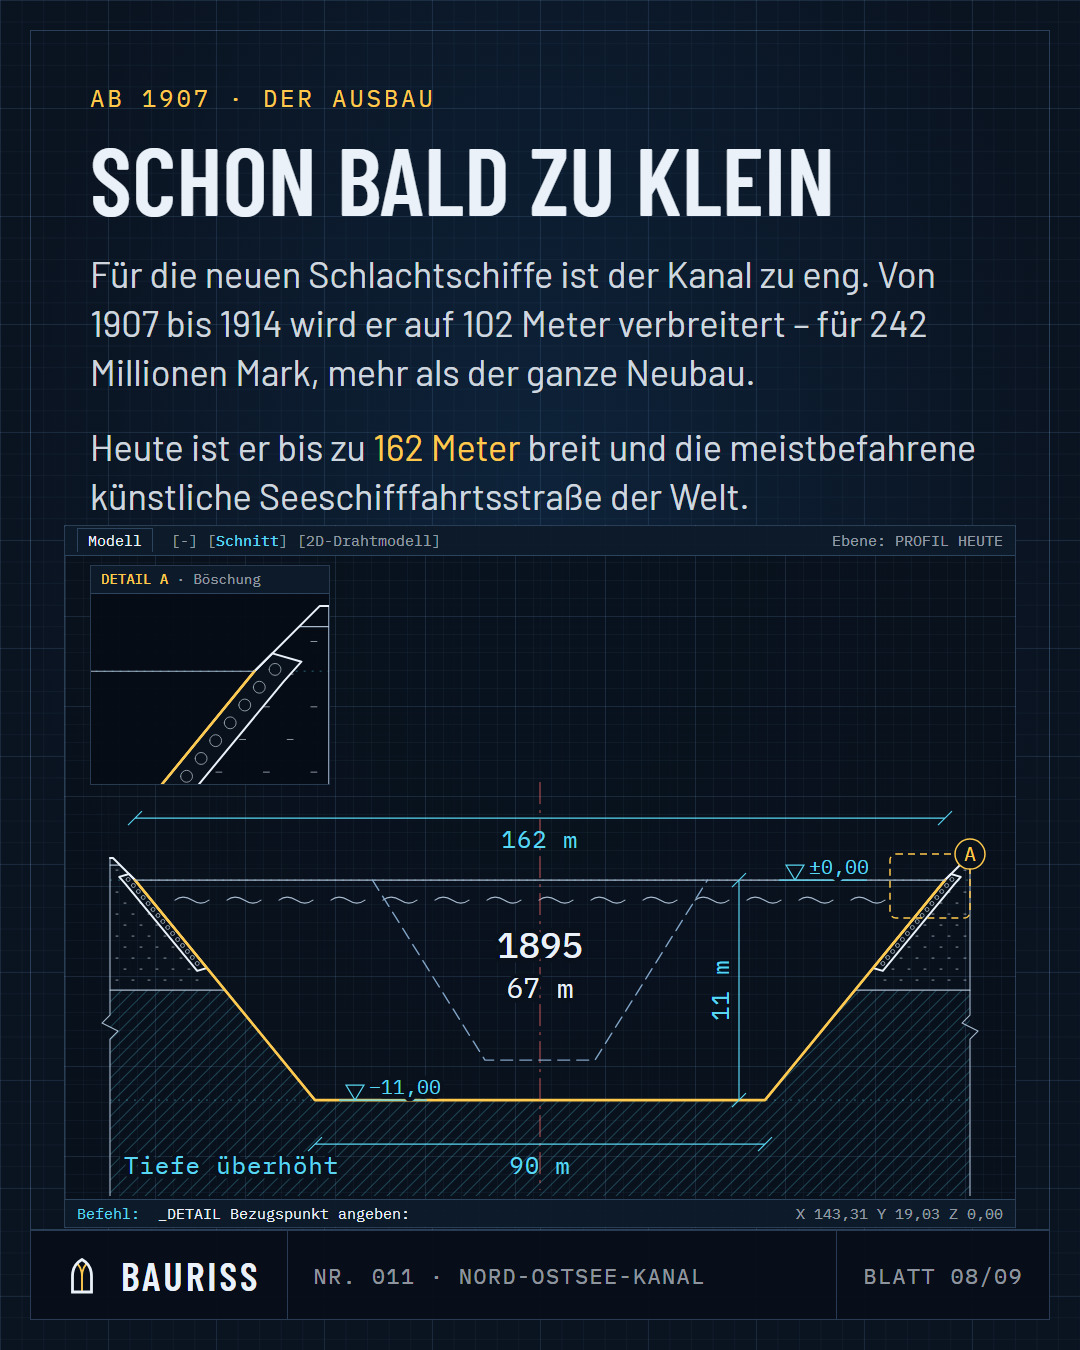 AB 1907 · DER AUSBAU
SCHON BALD ZU KLEIN
Für die neuen Schlachtschiffe ist der Kanal zu eng. Von
1907 bis 1914 wird er auf 102 Meter verbreitert – für 242
Millionen Mark, mehr als der ganze Neubau.
Heute ist er bis zu 162 Meter breit und die meistbefahrene
künstliche Seeschifffahrtsstraße der Welt.
Modell [-] [Schnitt] [2D-Drahtmodell] Ebene: PROFIL HEUTE
DETAIL A · Böschung
162 m
±0,00
A
1895
67 m
11 m
−11,00
Tiefe überhöht
90 m
Befehl: _DETAIL Bezugspunkt angeben: X 143,31 Y 19,03 Z 0,00
BAURISS NR. 011 · NORD-OSTSEE-KANAL BLATT 08/09